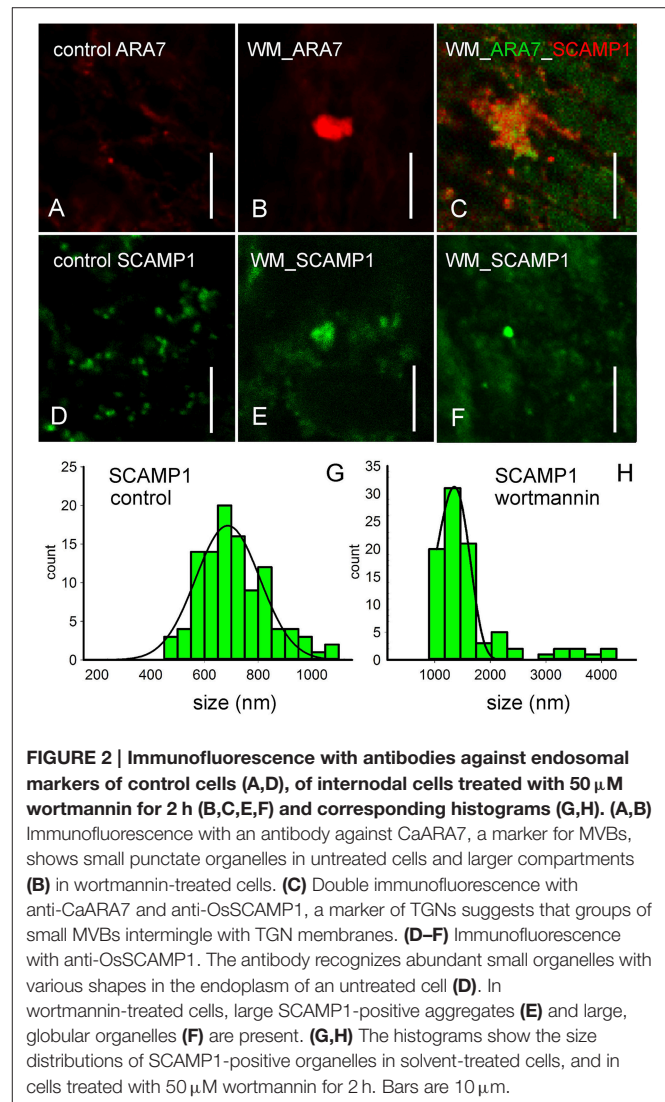 control ARA7
WM_ARA7
WM_ARA7_SCAMP1
A
B
C
control SCAMP1
WM_SCAMP1
WM_SCAMP1
D
E
F
SCAMP1
control
G
25
20
15
10
5
0
count
200 400 600 800 1000
size (nm)
SCAMP1
wortmannin
H
35
30
25
20
15
10
5
0
count
1000 2000 3000 4000
size (nm)
FIGURE 2 | Immunofluorescence with antibodies against endosomal
markers of control cells (A,D), of internodal cells treated with 50 μM
wortmannin for 2 h (B,C,E,F) and corresponding histograms (G,H). (A,B)
Immunofluorescence with an antibody against CaARA7, a marker for MVBs,
shows small punctate organelles in untreated cells and larger compartments
(B) in wortmannin-treated cells. (C) Double immunofluorescence with
anti-CaARA7 and anti-OsSCAMP1, a marker of TGNs suggests that groups of
small MVBs intermingle with TGN membranes. (D–F) Immunofluorescence
with anti-OsSCAMP1. The antibody recognizes abundant small organelles with
various shapes in the endoplasm of an untreated cell (D). In
wortmannin-treated cells, large SCAMP1-positive aggregates (E) and large,
globular organelles (F) are present. (G,H) The histograms show the size
distributions of SCAMP1-positive organelles in solvent-treated cells, and in
cells treated with 50 μM wortmannin for 2 h. Bars are 10 μm.